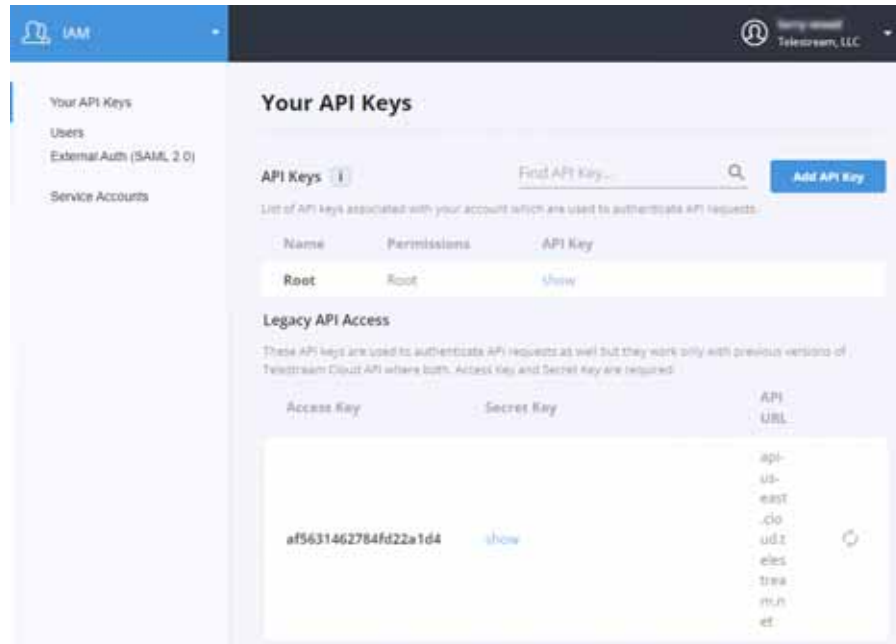 IAM
Telestream, LLC
Your API Keys
Users
External Auth (SAML 2.0)
Service Accounts
Your API Keys
API Keys i
Find API Key...
Add API Key
List of API keys associated with your account which are used to authenticate API requests.
Name Permissions API Key
Root Root show
Legacy API Access
These API keys are used to authenticate API requests as well but they work only with previous versions of
Telestream Cloud API where both, Access Key and Secret Key are required.
Access Key Secret Key API
URL
api-
us-
east
.clo
ud.t
eles
trea
m.n
et
af5631462784fd22a1d4 show